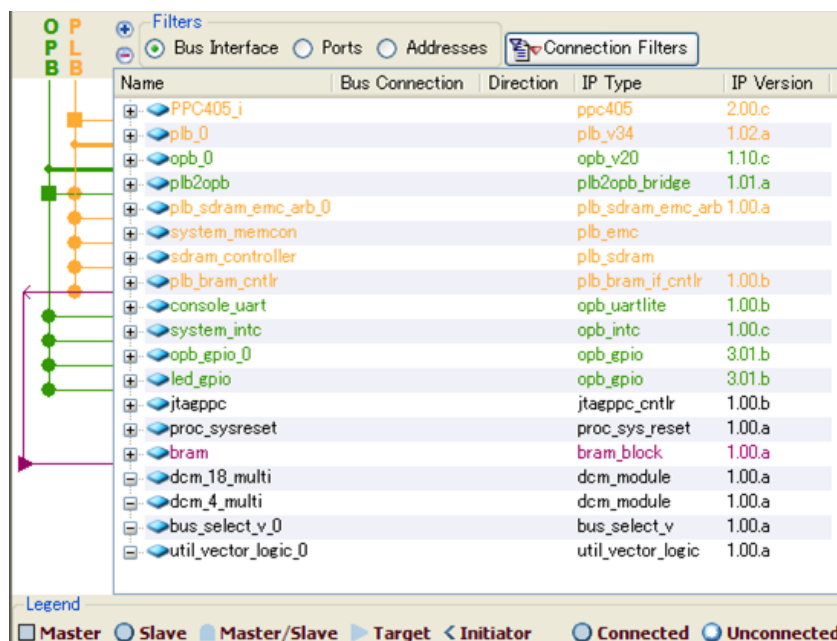 O P
P L
B B
Filters
Bus Interface Ports Addresses Connection Filters
Name Bus Connection Direction IP Type IP Version
PPC405_i ppc405 2.00.c
plb_0 plb_v34 1.02.a
opb_0 opb_v20 1.10.c
plb2opb plb2opb_bridge 1.01.a
plb_sdram_emc_arb_0 plb_sdram_emc_arb 1.00.a
system_memcon plb_emc
sdram_controller plb_sdram
plb_bram_cntlr plb_bram_if_cntlr 1.00.b
console_uart opb_uartlite 1.00.b
system_intc opb_intc 1.00.c
opb_gpio_0 opb_gpio 3.01.b
led_gpio opb_gpio 3.01.b
jtagppc jtagppc_cntlr 1.00.b
proc_sysreset proc_sys_reset 1.00.a
bram bram_block 1.00.a
dcm_18_multi dcm_module 1.00.a
dcm_4_multi dcm_module 1.00.a
bus_select_v_0 bus_select_v 1.00.a
util_vector_logic_0 util_vector_logic 1.00.a
Legend
Master Slave Master/Slave Target Initiator Connected Unconnected